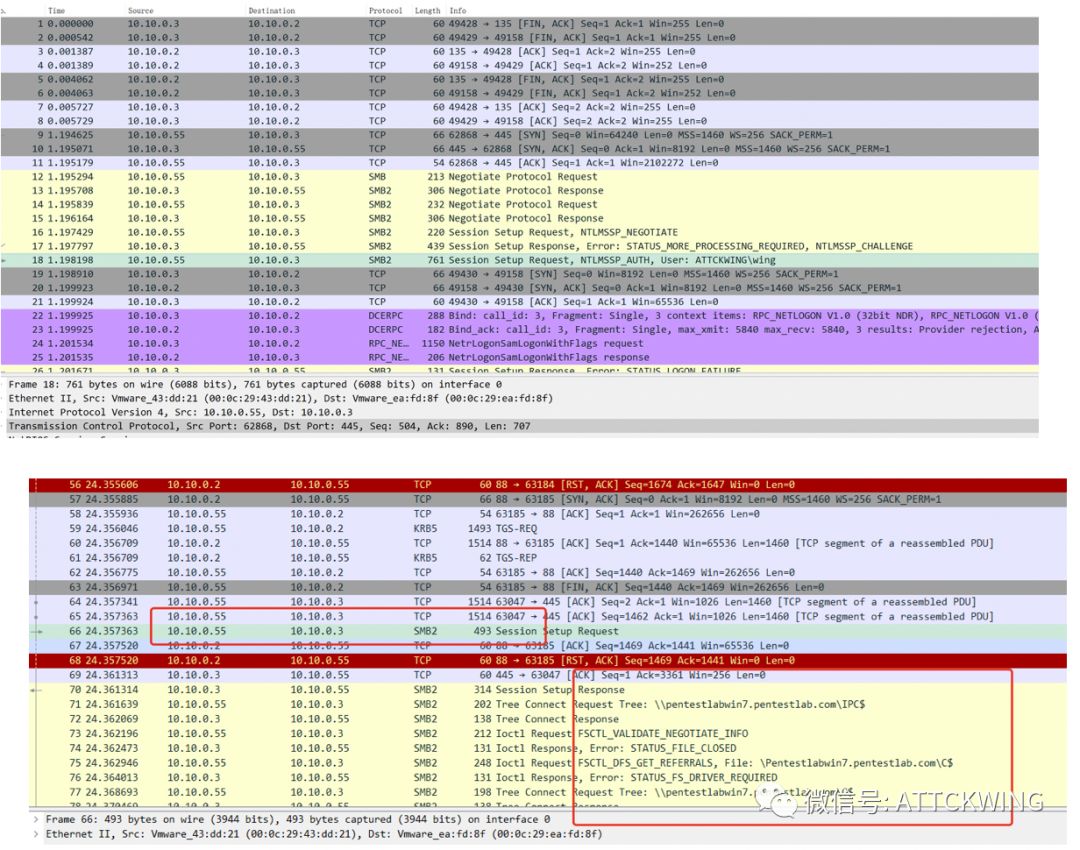 Time Source Destination Protocol Length Info
1 0.000000 10.10.0.3 10.10.0.2 TCP 60 49428 → 135 [FIN, ACK] Seq=1 Ack=1 Win=255 Len=0
2 0.000542 10.10.0.3 10.10.0.2 TCP 60 49429 → 49158 [FIN, ACK] Seq=1 Ack=1 Win=252 Len=0
3 0.001387 10.10.0.2 10.10.0.3 TCP 60 135 → 49428 [ACK] Seq=1 Ack=2 Win=255 Len=0
4 0.001389 10.10.0.2 10.10.0.3 TCP 60 49158 → 49429 [ACK] Seq=1 Ack=2 Win=252 Len=0
5 0.004062 10.10.0.2 10.10.0.3 TCP 60 135 → 49428 [FIN, ACK] Seq=1 Ack=2 Win=255 Len=0
6 0.004063 10.10.0.2 10.10.0.3 TCP 60 49158 → 49429 [FIN, ACK] Seq=1 Ack=2 Win=252 Len=0
7 0.005727 10.10.0.3 10.10.0.2 TCP 60 49428 → 135 [ACK] Seq=2 Ack=2 Win=255 Len=0
8 0.005729 10.10.0.3 10.10.0.2 TCP 60 49429 → 49158 [ACK] Seq=2 Ack=2 Win=255 Len=0
9 1.194625 10.10.0.55 10.10.0.3 TCP 66 62868 → 445 [SYN] Seq=0 Win=64240 Len=0 MSS=1460 WS=256 SACK_PERM=1
10 1.195071 10.10.0.3 10.10.0.55 TCP 66 445 → 62868 [SYN, ACK] Seq=0 Ack=1 Win=8192 Len=0 MSS=1460 WS=256 SACK_PERM=1
11 1.195179 10.10.0.55 10.10.0.3 TCP 54 62868 → 445 [ACK] Seq=1 Ack=1 Win=2102272 Len=0
12 1.195294 10.10.0.55 10.10.0.3 SMB 213 Negotiate Protocol Request
13 1.195708 10.10.0.3 10.10.0.55 SMB2 306 Negotiate Protocol Response
14 1.195839 10.10.0.55 10.10.0.3 SMB2 232 Negotiate Protocol Request
15 1.196164 10.10.0.3 10.10.0.55 SMB2 306 Negotiate Protocol Response
16 1.197429 10.10.0.55 10.10.0.3 SMB2 220 Session Setup Request, NTLMSSP_NEGOTIATE
17 1.197797 10.10.0.3 10.10.0.55 SMB2 439 Session Setup Response, Error: STATUS_MORE_PROCESSING_REQUIRED, NTLMSSP_CHALLENGE
18 1.198198 10.10.0.55 10.10.0.3 SMB2 761 Session Setup Request, NTLMSSP_AUTH, User: ATTCKWING\wing
19 1.198910 10.10.0.3 10.10.0.2 TCP 66 49430 → 49158 [SYN] Seq=0 Win=8192 Len=0 MSS=1460 WS=256 SACK_PERM=1
20 1.199923 10.10.0.2 10.10.0.3 TCP 66 49158 → 49430 [SYN, ACK] Seq=0 Ack=1 Win=8192 Len=0 MSS=1460 WS=256 SACK_PERM=1
21 1.199924 10.10.0.3 10.10.0.2 TCP 60 49430 → 49158 [ACK] Seq=1 Ack=1 Win=65536 Len=0
22 1.199925 10.10.0.3 10.10.0.2 DCERPC 288 Bind: call_id: 3, Fragment: Single, 3 context items: RPC_NETLOGON V1.0 (32bit NDR), RPC_NETLOGON V1.0 (
23 1.199925 10.10.0.2 10.10.0.3 DCERPC 182 Bind_ack: call_id: 3, Fragment: Single, max_xmit: 5840 max_recv: 5840, 3 results: Provider rejection, A
24 1.201534 10.10.0.3 10.10.0.2 RPC_NE… 1150 NetrLogonSamLogonWithFlags request
25 1.201535 10.10.0.2 10.10.0.3 RPC_NE… 206 NetrLogonSamLogonWithFlags response
26 1.201671 10.10.0.3 10.10.0.55 SMB2 131 Session Setup Response, Error: STATUS_LOGON_FAILURE
Frame 18: 761 bytes on wire (6088 bits), 761 bytes captured (6088 bits) on interface 0
Ethernet II, Src: Vmware_43:dd:21 (00:0c:29:43:dd:21), Dst: Vmware_ea:fd:8f (00:0c:29:ea:fd:8f)
Internet Protocol Version 4, Src: 10.10.0.55, Dst: 10.10.0.3
Transmission Control Protocol, Src Port: 62868, Dst Port: 445, Seq: 504, Ack: 890, Len: 707
56 24.355606 10.10.0.2 10.10.0.55 TCP 60 88 → 63184 [RST, ACK] Seq=1674 Ack=1647 Win=0 Len=0
57 24.355885 10.10.0.2 10.10.0.55 TCP 66 88 → 63185 [SYN, ACK] Seq=0 Ack=1 Win=8192 Len=0 MSS=1460 WS=256 SACK_PERM=1
58 24.355936 10.10.0.55 10.10.0.2 TCP 54 63185 → 88 [ACK] Seq=1 Ack=1 Win=262656 Len=0
59 24.356046 10.10.0.55 10.10.0.2 KRB5 1493 TGS-REQ
60 24.356709 10.10.0.2 10.10.0.55 TCP 1514 88 → 63185 [ACK] Seq=1 Ack=1440 Win=65536 Len=1460 [TCP segment of a reassembled PDU]
61 24.356709 10.10.0.2 10.10.0.55 KRB5 62 TGS-REP
62 24.356775 10.10.0.55 10.10.0.2 TCP 54 63185 → 88 [ACK] Seq=1440 Ack=1469 Win=262656 Len=0
63 24.356971 10.10.0.55 10.10.0.2 TCP 54 63185 → 88 [FIN, ACK] Seq=1440 Ack=1469 Win=262656 Len=0
64 24.357341 10.10.0.55 10.10.0.3 TCP 1514 63047 → 445 [ACK] Seq=2 Ack=1 Win=1026 Len=1460 [TCP segment of a reassembled PDU]
65 24.357363 10.10.0.55 10.10.0.3 TCP 1514 63047 → 445 [ACK] Seq=1462 Ack=1 Win=1026 Len=1460 [TCP segment of a reassembled PDU]
66 24.357363 10.10.0.55 10.10.0.3 SMB2 493 Session Setup Request
67 24.357520 10.10.0.2 10.10.0.55 TCP 60 88 → 63185 [ACK] Seq=1469 Ack=1441 Win=65536 Len=0
68 24.357520 10.10.0.2 10.10.0.55 TCP 60 88 → 63185 [RST, ACK] Seq=1469 Ack=1441 Win=0 Len=0
69 24.361313 10.10.0.3 10.10.0.55 TCP 60 445 → 63047 [ACK] Seq=1 Ack=3361 Win=256 Len=0
70 24.361314 10.10.0.3 10.10.0.55 SMB2 314 Session Setup Response
71 24.361639 10.10.0.55 10.10.0.3 SMB2 202 Tree Connect Request Tree: \\pentestlabwin7.pentestlab.com\IPC$
72 24.362069 10.10.0.3 10.10.0.55 SMB2 138 Tree Connect Response
73 24.362196 10.10.0.55 10.10.0.3 SMB2 212 Ioctl Request FSCTL_VALIDATE_NEGOTIATE_INFO
74 24.362473 10.10.0.3 10.10.0.55 SMB2 131 Ioctl Response, Error: STATUS_FILE_CLOSED
75 24.362946 10.10.0.55 10.10.0.3 SMB2 248 Ioctl Request FSCTL_DFS_GET_REFERRALS, File: \Pentestlabwin7.pentestlab.com\C$
76 24.364013 10.10.0.3 10.10.0.55 SMB2 131 Ioctl Response, Error: STATUS_FS_DRIVER_REQUIRED
77 24.368693 10.10.0.55 10.10.0.3 SMB2 198 Tree Connect Request Tree: \\pentestlabwin7.pentestlab.com\
微信号: ATTCKWING
Frame 66: 493 bytes on wire (3944 bits), 493 bytes captured (3944 bits) on interface 0
Ethernet II, Src: Vmware_43:dd:21 (00:0c:29:43:dd:21), Dst: Vmware_ea:fd:8f (00:0c:29:ea:fd:8f)